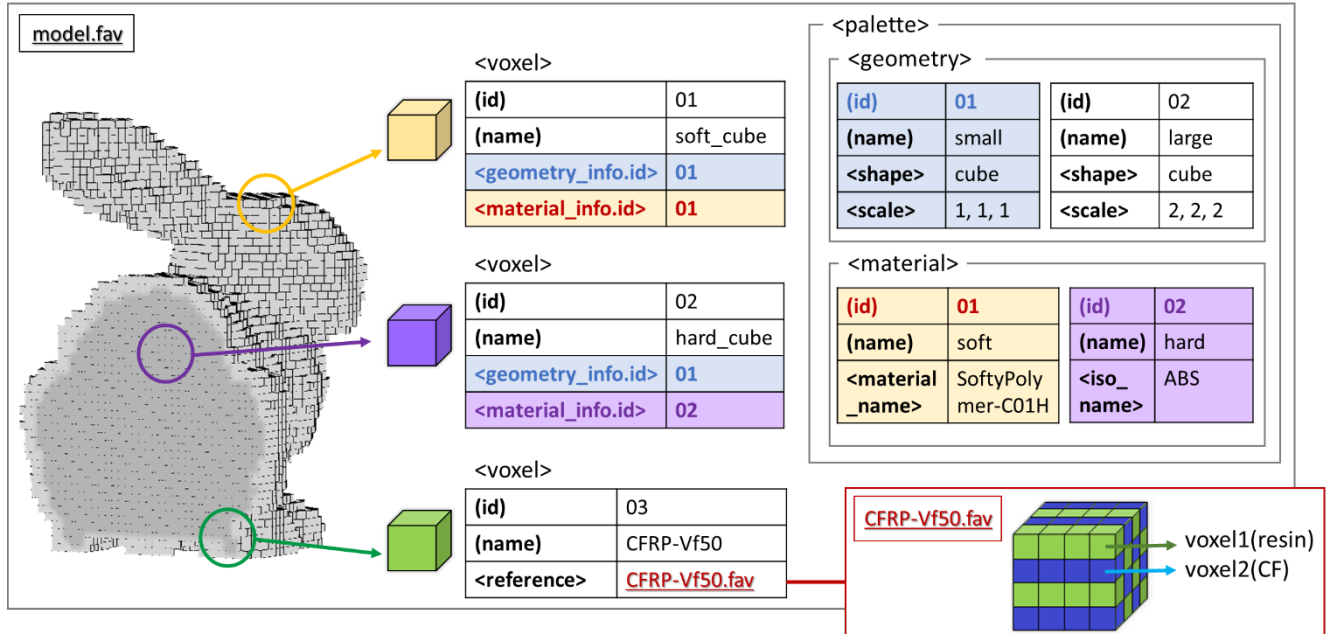 model.fav
<voxel>
(id) 01
(name) soft_cube
<geometry_info.id> 01
<material_info.id> 01
<voxel>
(id) 02
(name) hard_cube
<geometry_info.id> 01
<material_info.id> 02
<voxel>
(id) 03
(name) CFRP-Vf50
<reference> CFRP-Vf50.fav
<palette>
<geometry>
(id) 01 (id) 02
(name) small (name) large
<shape> cube <shape> cube
<scale> 1, 1, 1 <scale> 2, 2, 2
<material>
(id) 01 (id) 02
(name) soft (name) hard
<material SoftyPoly <iso_ ABS
_name> mer-C01H name>
CFRP-Vf50.fav
voxel1(resin)
voxel2(CF)